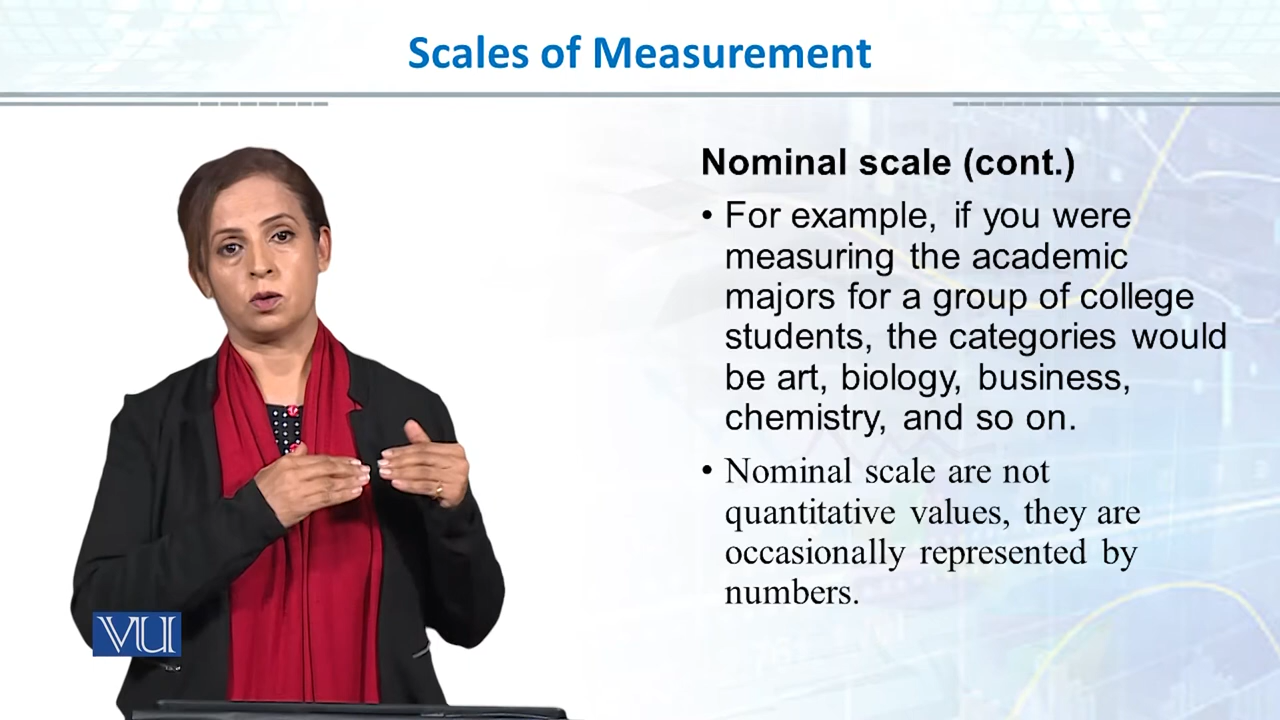 Scales of Measurement
Nominal scale (cont.)
• For example, if you were
measuring the academic
majors for a group of college
students, the categories would
be art, biology, business,
chemistry, and so on.
• Nominal scale are not
quantitative values, they are
occasionally represented by
numbers.
VU